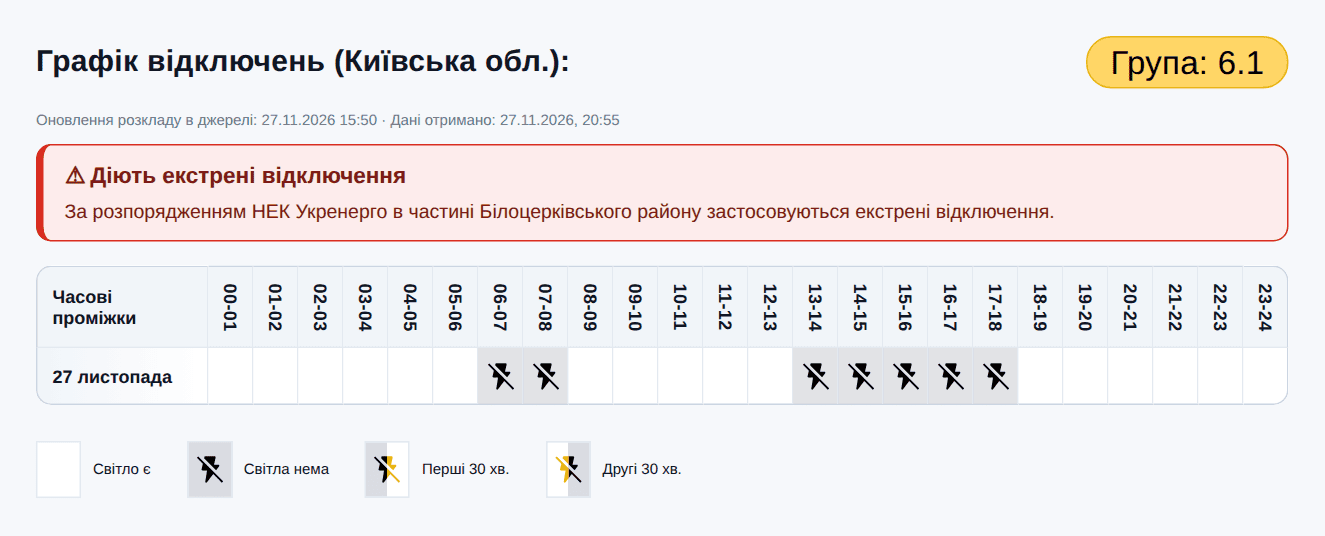 Графік відключень (Київська обл.):
Група: 6.1
Оновлення розкладу в джерелі: 27.11.2026 15:50 · Дані отримано: 27.11.2026, 20:55
⚠ Діють екстрені відключення
За розпорядженням НЕК Укренерго в частині Білоцерківського району застосовуються екстрені відключення.
Часові
проміжки
00-01
01-02
02-03
03-04
04-05
05-06
06-07
07-08
08-09
09-10
10-11
11-12
12-13
13-14
14-15
15-16
16-17
17-18
18-19
19-20
20-21
21-22
22-23
23-24
27 листопада
Світло є
Світла нема
Перші 30 хв.
Другі 30 хв.